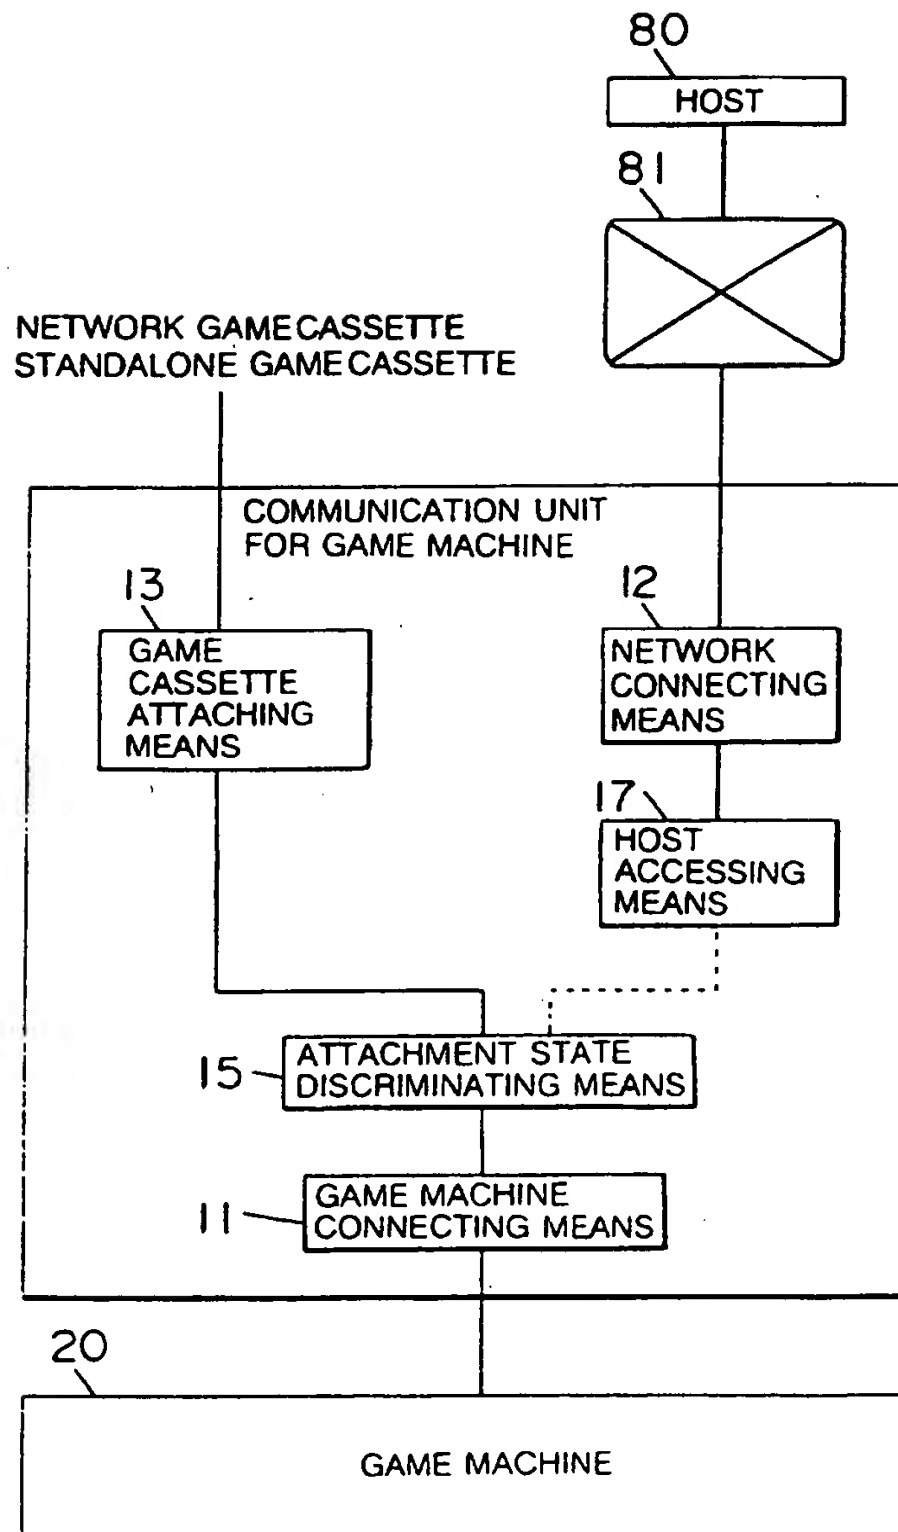 80
HOST
81
NETWORK GAME CASSETTE
STANDALONE GAME CASSETTE
COMMUNICATION UNIT
FOR GAME MACHINE
13
GAME
CASSETTE
ATTACHING
MEANS
12
NETWORK
CONNECTING
MEANS
17
HOST
ACCESSING
MEANS
15
ATTACHMENT STATE
DISCRIMINATING MEANS
11
GAME MACHINE
CONNECTING MEANS
20
GAME MACHINE